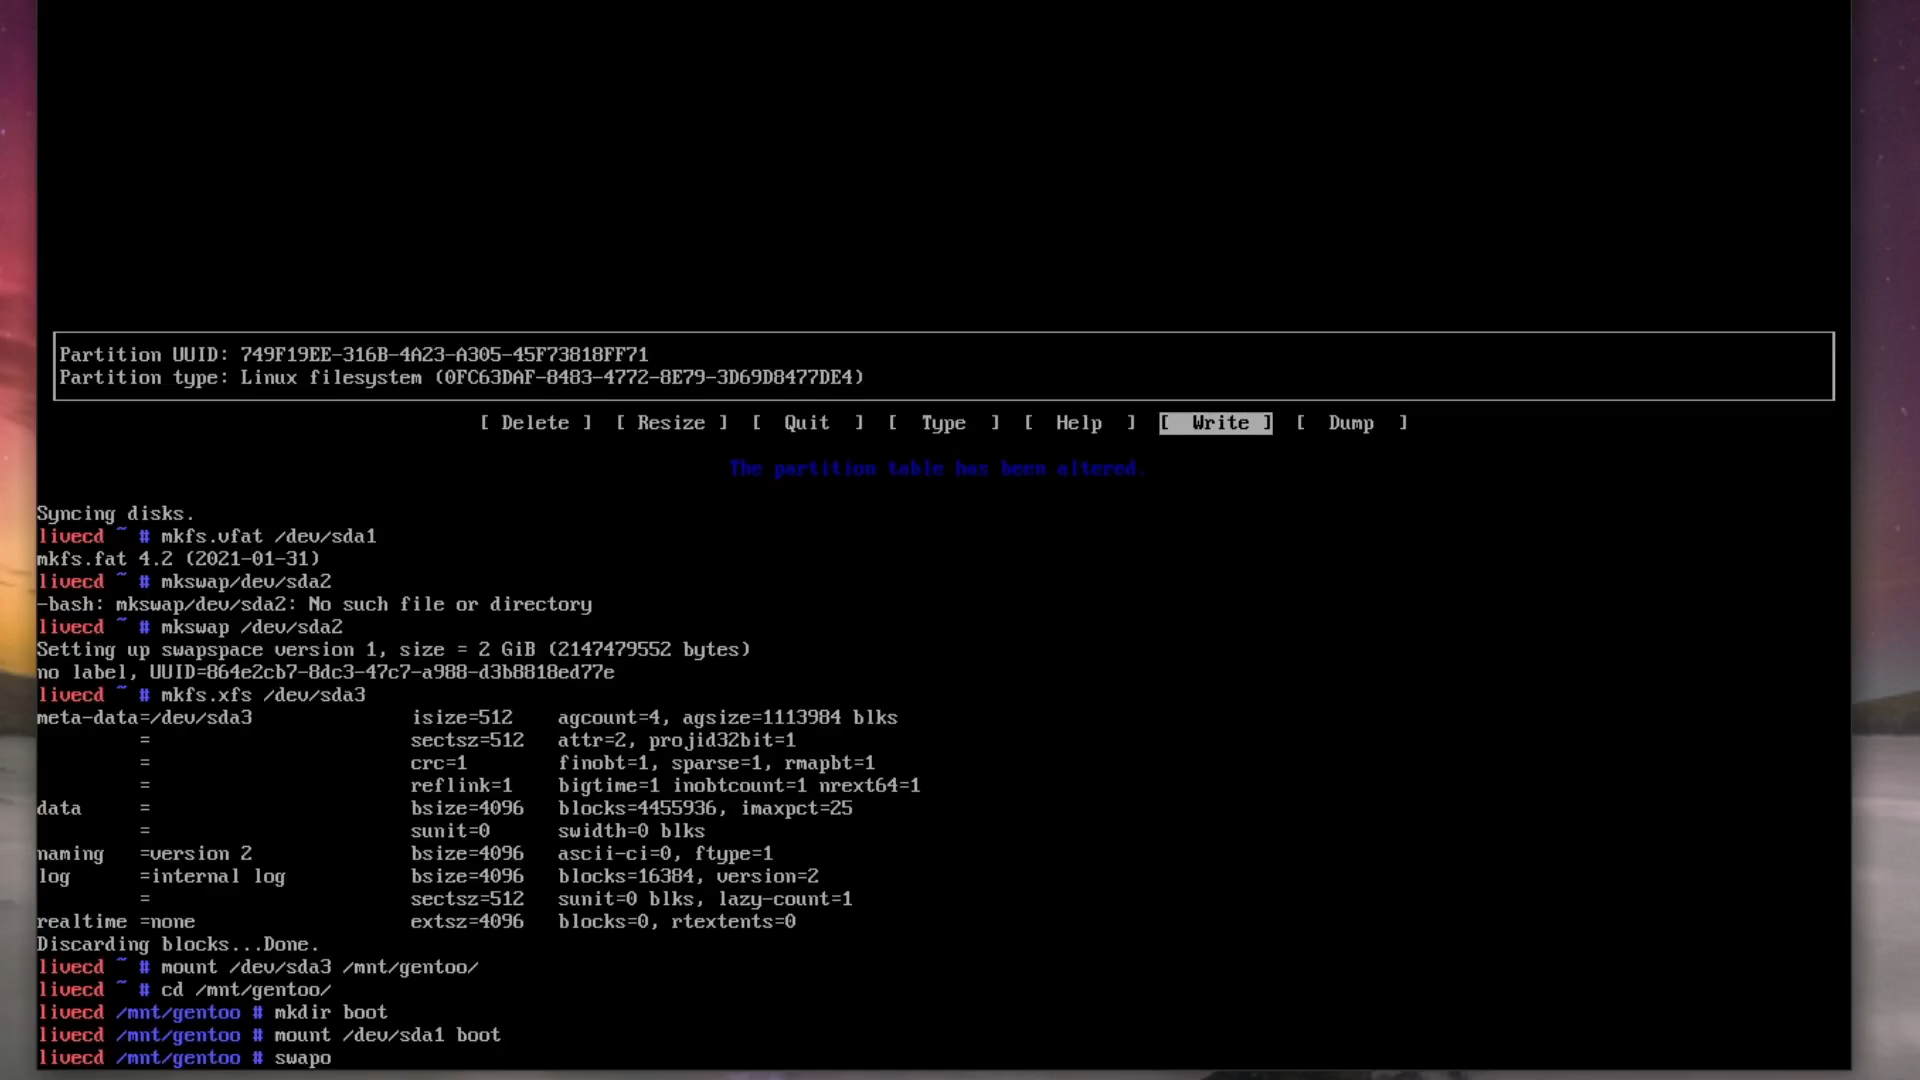 Partition UUID: 749F19EE-316B-4A23-A305-45F73818FF71
Partition type: Linux filesystem (0FC63DAF-8483-4772-8E79-3D69D8477DE4)
[ Delete ] [ Resize ] [ Quit ] [ Type ] [ Help ] [ Write ] [ Dump ]
The partition table has been altered.
Syncing disks.
livecd ~ # mkfs.vfat /dev/sda1
mkfs.fat 4.2 (2021-01-31)
livecd ~ # mkswap/dev/sda2
-bash: mkswap/dev/sda2: No such file or directory
livecd ~ # mkswap /dev/sda2
Setting up swapspace version 1, size = 2 GiB (2147479552 bytes)
no label, UUID=864e2cb7-8dc3-47c7-a988-d3b8818ed77e
livecd ~ # mkfs.xfs /dev/sda3
meta-data=/dev/sda3 isize=512 agcount=4, agsize=1113984 blks
= sectsz=512 attr=2, projid32bit=1
= crc=1 finobt=1, sparse=1, rmapbt=1
= reflink=1 bigtime=1 inobtcount=1 nrext64=1
data = bsize=4096 blocks=4455936, imaxpct=25
= sunit=0 swidth=0 blks
naming =version 2 bsize=4096 ascii-ci=0, ftype=1
log =internal log bsize=4096 blocks=16384, version=2
= sectsz=512 sunit=0 blks, lazy-count=1
realtime =none extsz=4096 blocks=0, rtextents=0
Discarding blocks...Done.
livecd ~ # mount /dev/sda3 /mnt/gentoo/
livecd ~ # cd /mnt/gentoo/
livecd /mnt/gentoo # mkdir boot
livecd /mnt/gentoo # mount /dev/sda1 boot
livecd /mnt/gentoo # swapo